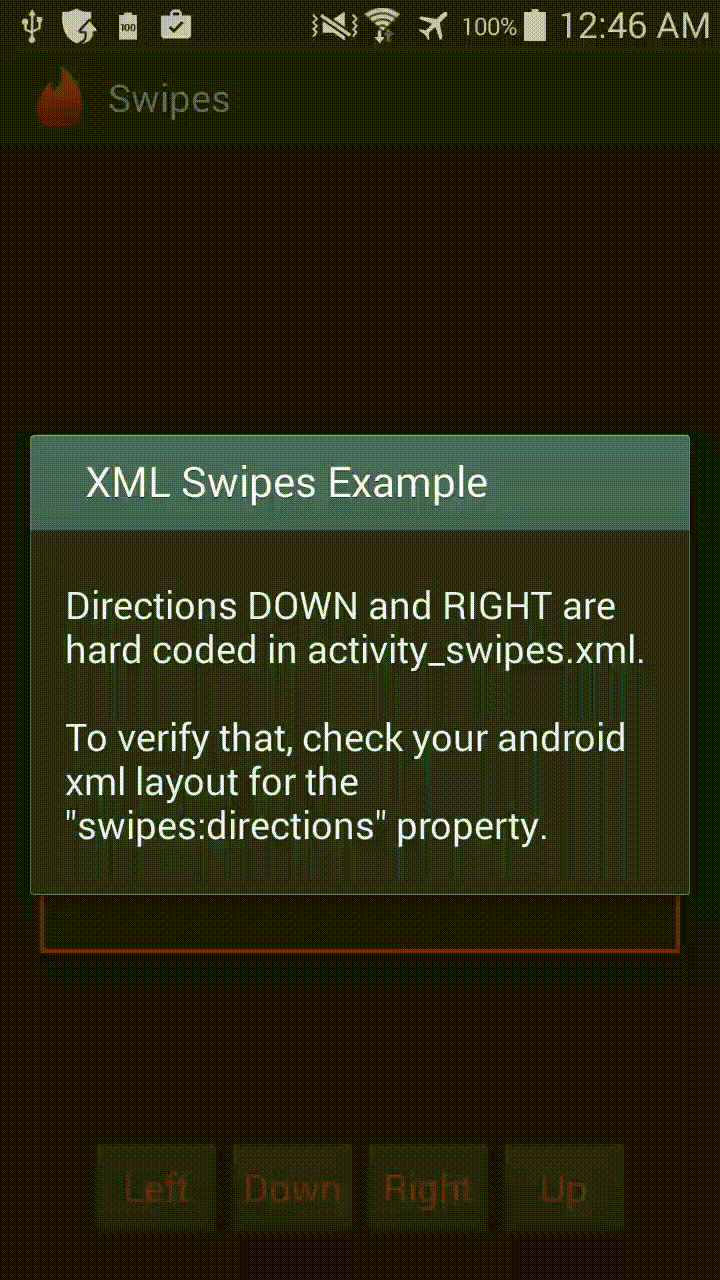 100% 12:46 AM
Swipes
XML Swipes Example
Directions DOWN and RIGHT are
hard coded in activity_swipes.xml.
To verify that, check your android
xml layout for the
"swipes:directions" property.
Left Down Right Up